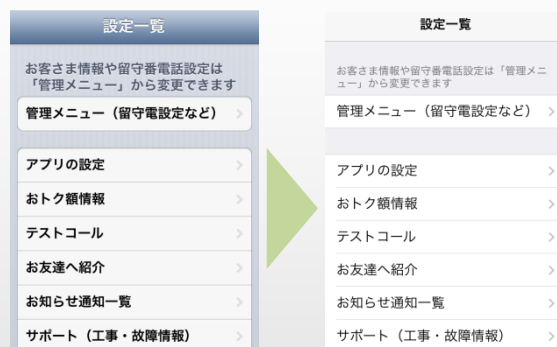 設定一覧
お客さま情報や留守番電話設定は
「管理メニュー」から変更できます
管理メニュー（留守電設定など）
アプリの設定
おトク額情報
テストコール
お友達へ紹介
お知らせ通知一覧
サポート（工事・故障情報）
設定一覧
お客さま情報や留守番電話設定は「管理メニ
ュー」から変更できます
管理メニュー（留守電設定など）
アプリの設定
おトク額情報
テストコール
お友達へ紹介
お知らせ通知一覧
サポート（工事・故障情報）